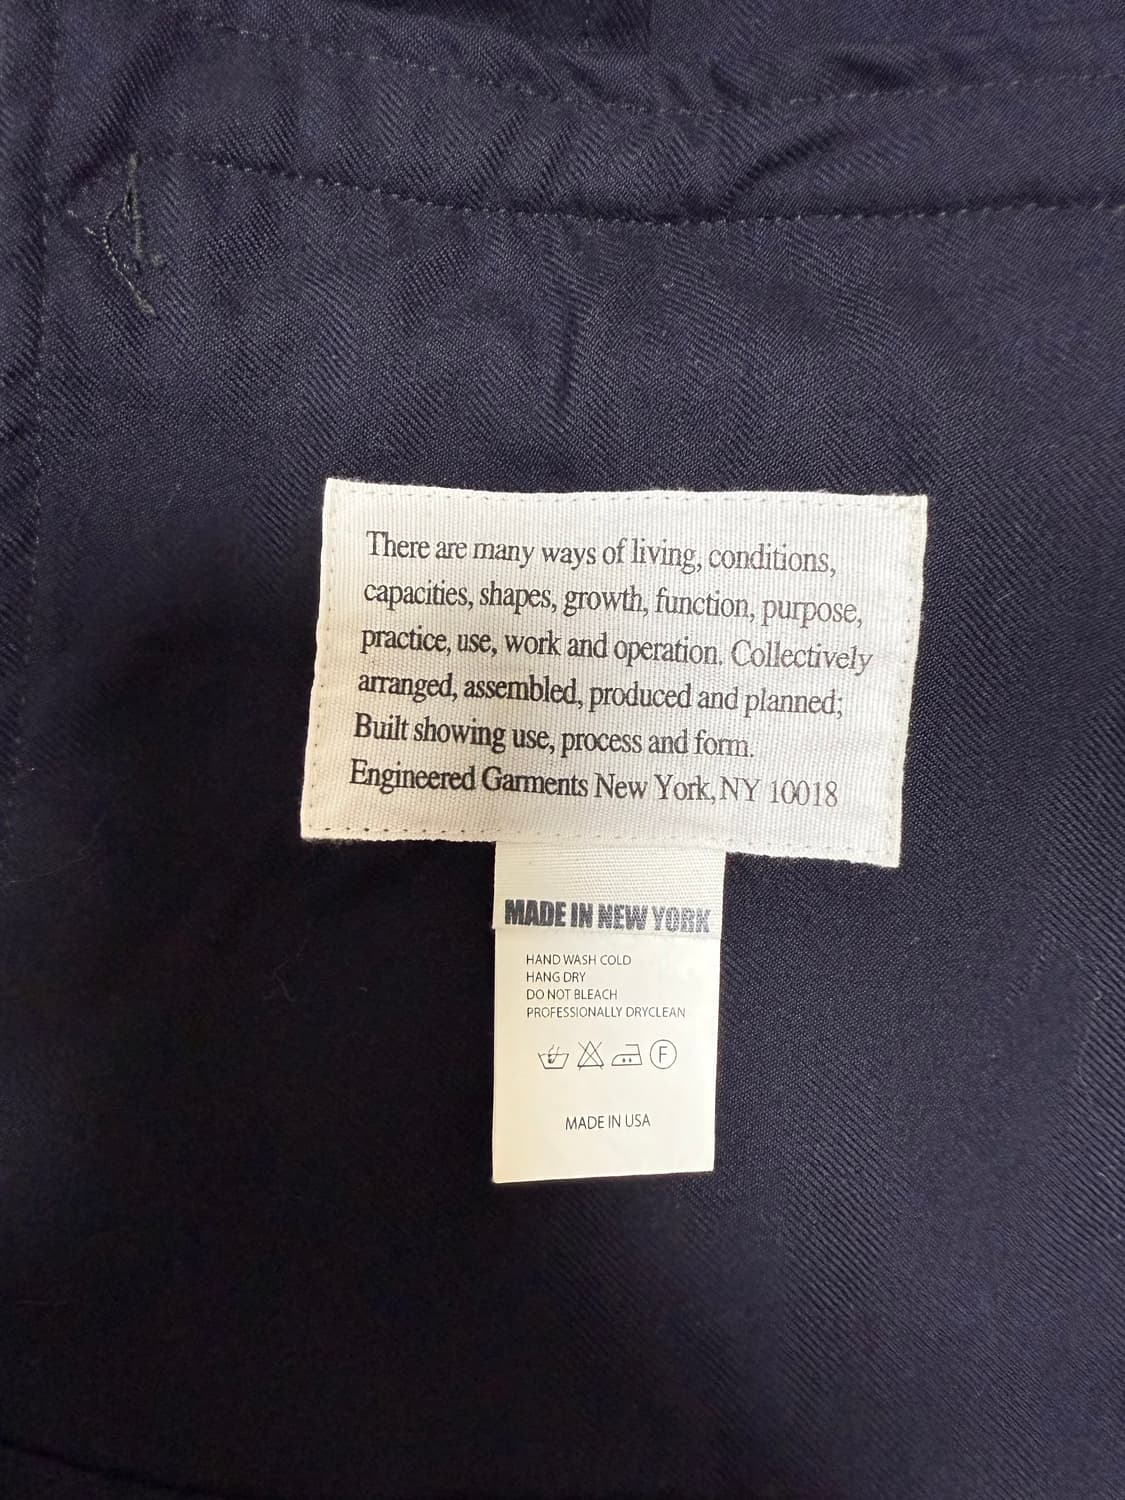 There are many ways of living, conditions,
capacities, shapes, growth, function, purpose,
practice, use, work and operation. Collectively
arranged, assembled, produced and planned;
Built showing use, process and form.
Engineered Garments New York, NY 10018
MADE IN NEW YORK
HAND WASH COLD
HANG DRY
DO NOT BLEACH
PROFESSIONALLY DRYCLEAN
F
MADE IN USA